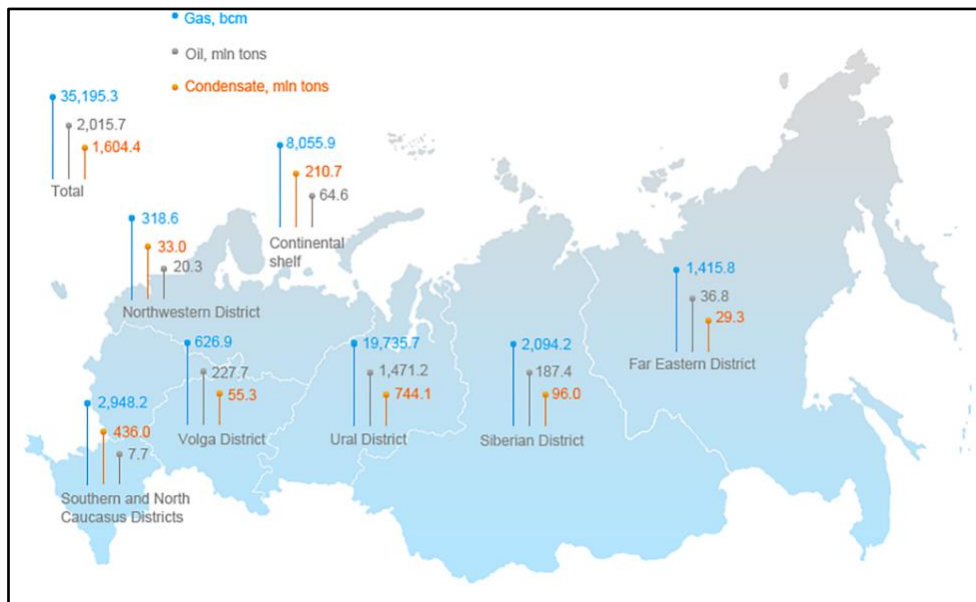 Gas, bcm
Oil, mln tons
Condensate, mln tons
35,195.3
2,015.7
1,604.4
Total
8,055.9
210.7
64.6
Continental
shelf
318.6
33.0
20.3
Northwestern District
1,415.8
36.8
29.3
Far Eastern District
626.9
227.7
55.3
Volga District
19,735.7
1,471.2
744.1
Ural District
2,094.2
187.4
96.0
Siberian District
2,948.2
436.0
7.7
Southern and North
Caucasus Districts